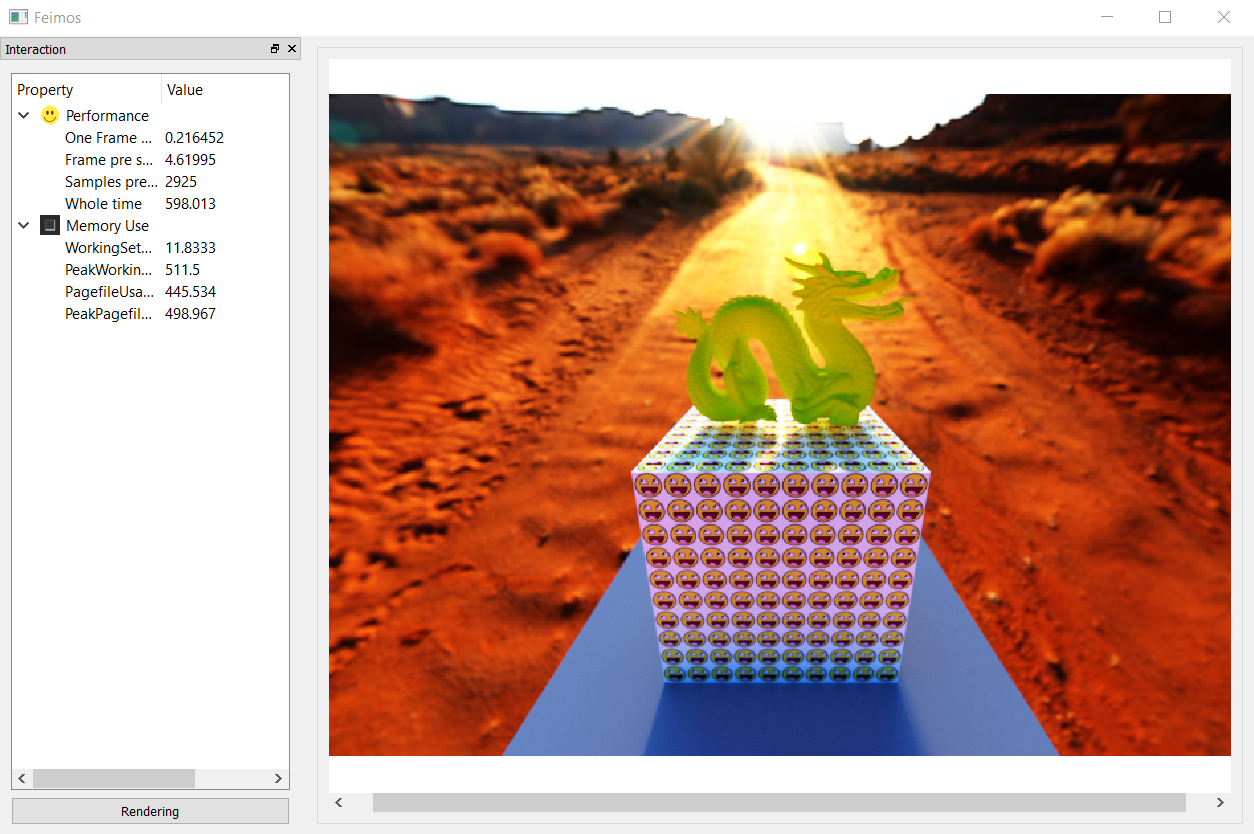 Feimos
Interaction
Property Value
Performance
One Frame ... 0.216452
Frame pre s... 4.61995
Samples pre... 2925
Whole time 598.013
Memory Use
WorkingSet... 11.8333
PeakWorkin... 511.5
PagefileUsa... 445.534
PeakPagefil... 498.967
Rendering